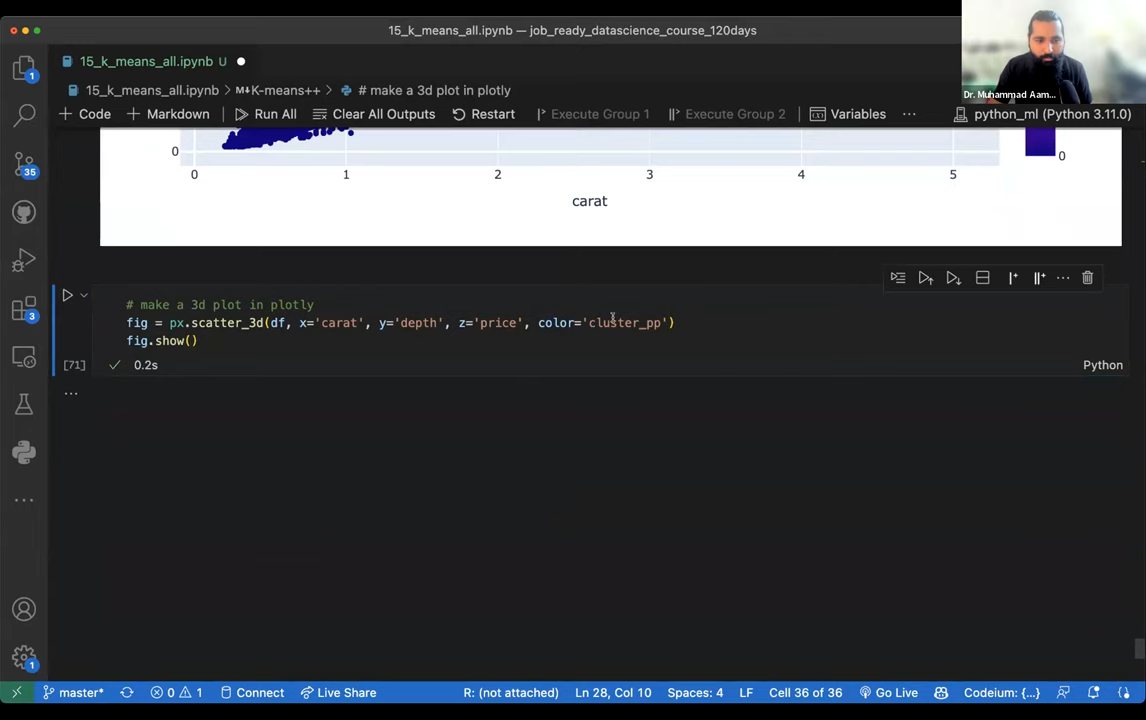 15_k_means_all.ipynb — job_ready_datascience_course_120days
15_k_means_all.ipynb U
15_k_means_all.ipynb > M↓K-means++ > # make a 3d plot in plotly
Code Markdown Run All Clear All Outputs Restart Execute Group 1 Execute Group 2 Variables ... python_ml (Python 3.11.0)
Dr. Muhammad Aam...
1
35
3
1
0
0 1 2 3 4 5
carat
0
# make a 3d plot in plotly
fig = px.scatter_3d(df, x='carat', y='depth', z='price', color='cluster_pp')
fig.show()
[71] 0.2s Python
...
master* 0 1 Connect Live Share R: (not attached) Ln 28, Col 10 Spaces: 4 LF Cell 36 of 36 Go Live Codeium: {...}